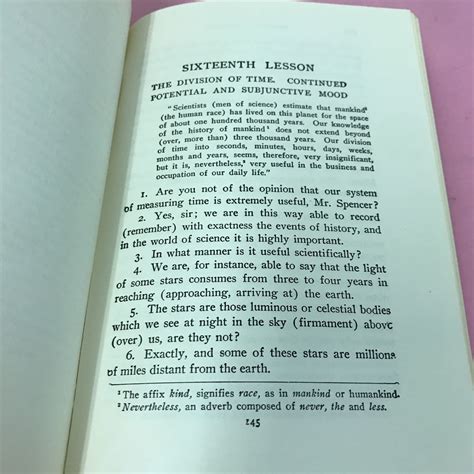 SIXTEENTH LESSON
THE DIVISION OF TIME. CONTINUED
POTENTIAL AND SUBJUNCTIVE MOOD
"Scientists (men of science) estimate that mankind²
(the human race) has lived on this planet for the space
of about one hundred thousand years. Our knowledge
of the history of mankind¹ does not extend beyond
(over, more than) three thousand years. Our division
of time into seconds, minutes, hours, days, weeks,
months and years, seems, therefore, very insignificant,
but it is, nevertheless,² very useful in the business and
occupation of our daily life."
1. Are you not of the opinion that our system
of measuring time is extremely useful, Mr. Spencer?
2. Yes, sir; we are in this way able to record
(remember) with exactness the events of history, and
in the world of science it is highly important.
3. In what manner is it useful scientifically?
4. We are, for instance, able to say that the light
of some stars consumes from three to four years in
reaching (approaching, arriving at) the earth.
5. The stars are those luminous or celestial bodies
which we see at night in the sky (firmament) above
(over) us, are they not?
6. Exactly, and some of these stars are millions
of miles distant from the earth.
¹ The affix kind, signifies race, as in mankind or humankind.
² Nevertheless, an adverb composed of never, the and less.
145